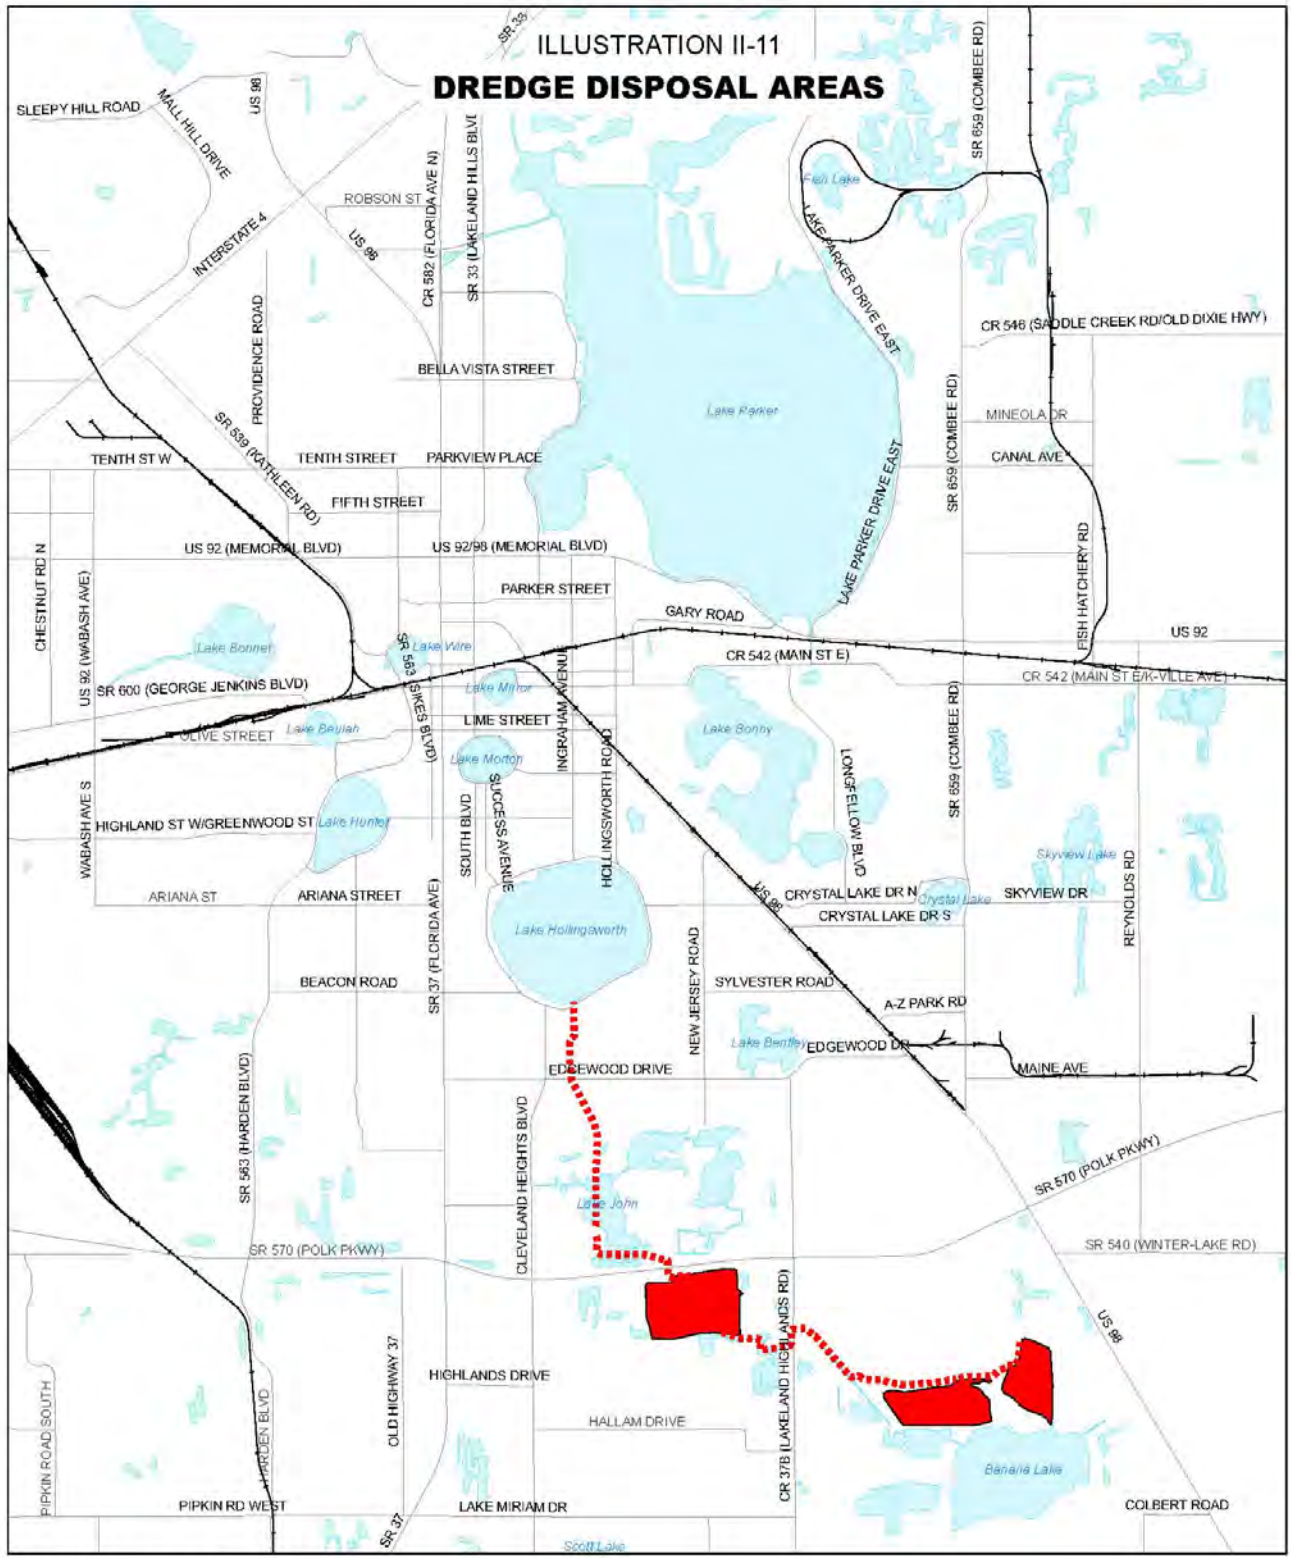 SR 33
ILLUSTRATION II-11
DREDGE DISPOSAL AREAS
SR 659 (COMBEE RD)
SLEEPY HILL ROAD
MALL HILL DRIVE
US 98
CR 582 (FLORIDA AVE N)
SR 33 (LAKELAND HILLS BLVD
Fish Lake
ROBSON ST
INTERSTATE 4
US 98
LAKE PARKER DRIVE EAST
PROVIDENCE ROAD
CR 546 (SADDLE CREEK RD/OLD DIXIE HWY)
BELLA VISTA STREET
Lake Parker
MINEOLA DR
SR 659 (COMBEE RD)
SR 539 (KATHLEEN RD)
TENTH ST W
TENTH STREET
PARKVIEW PLACE
CANAL AVE
FIFTH STREET
LAKE PARKER DRIVE EAST
US 92 (MEMORIAL BLVD)
US 92/98 (MEMORIAL BLVD)
FISH HATCHERY RD
CHESTNUT RD N
US 92 (WABASH AVE)
PARKER STREET
GARY ROAD
US 92
Lake Bonnet
Lake Wire
SR 563 (SIKES BLVD)
CR 542 (MAIN ST E)
CR 542 (MAIN ST E/K-VILLE AVE)
SR 600 (GEORGE JENKINS BLVD)
Lake Mirror
INGRAHAM AVENUE
LIME STREET
Lake Beulah
OLIVE STREET
Lake Bonny
SR 659 (COMBEE RD)
Lake Morton
HOLLINGSWORTH ROAD
LONGFELLOW BLVD
WABASH AVE S
HIGHLAND ST W/GREENWOOD ST
Lake Hunter
SOUTH BLVD
SUCCESS AVENUE
Skyview Lake
ARIANA ST
ARIANA STREET
US 98
CRYSTAL LAKE DR N
Crystal Lake
SKYVIEW DR
REYNOLDS RD
CRYSTAL LAKE DR S
Lake Hollingsworth
SR 37 (FLORIDA AVE)
BEACON ROAD
NEW JERSEY ROAD
SYLVESTER ROAD
A-Z PARK RD
Lake Bentley
EDGEWOOD DR
EDGEWOOD DRIVE
MAINE AVE
SR 563 (HARDEN BLVD)
CLEVELAND HEIGHTS BLVD
SR 570 (POLK PKWY)
Lake John
SR 570 (POLK PKWY)
SR 540 (WINTER-LAKE RD)
CR 37B (LAKELAND HIGHLANDS RD)
US 98
OLD HIGHWAY 37
HIGHLANDS DRIVE
PIPKIN ROAD SOUTH
HARDEN BLVD
HALLAM DRIVE
Banana Lake
PIPKIN RD WEST
LAKE MIRIAM DR
COLBERT ROAD
SR 37
Scott Lake